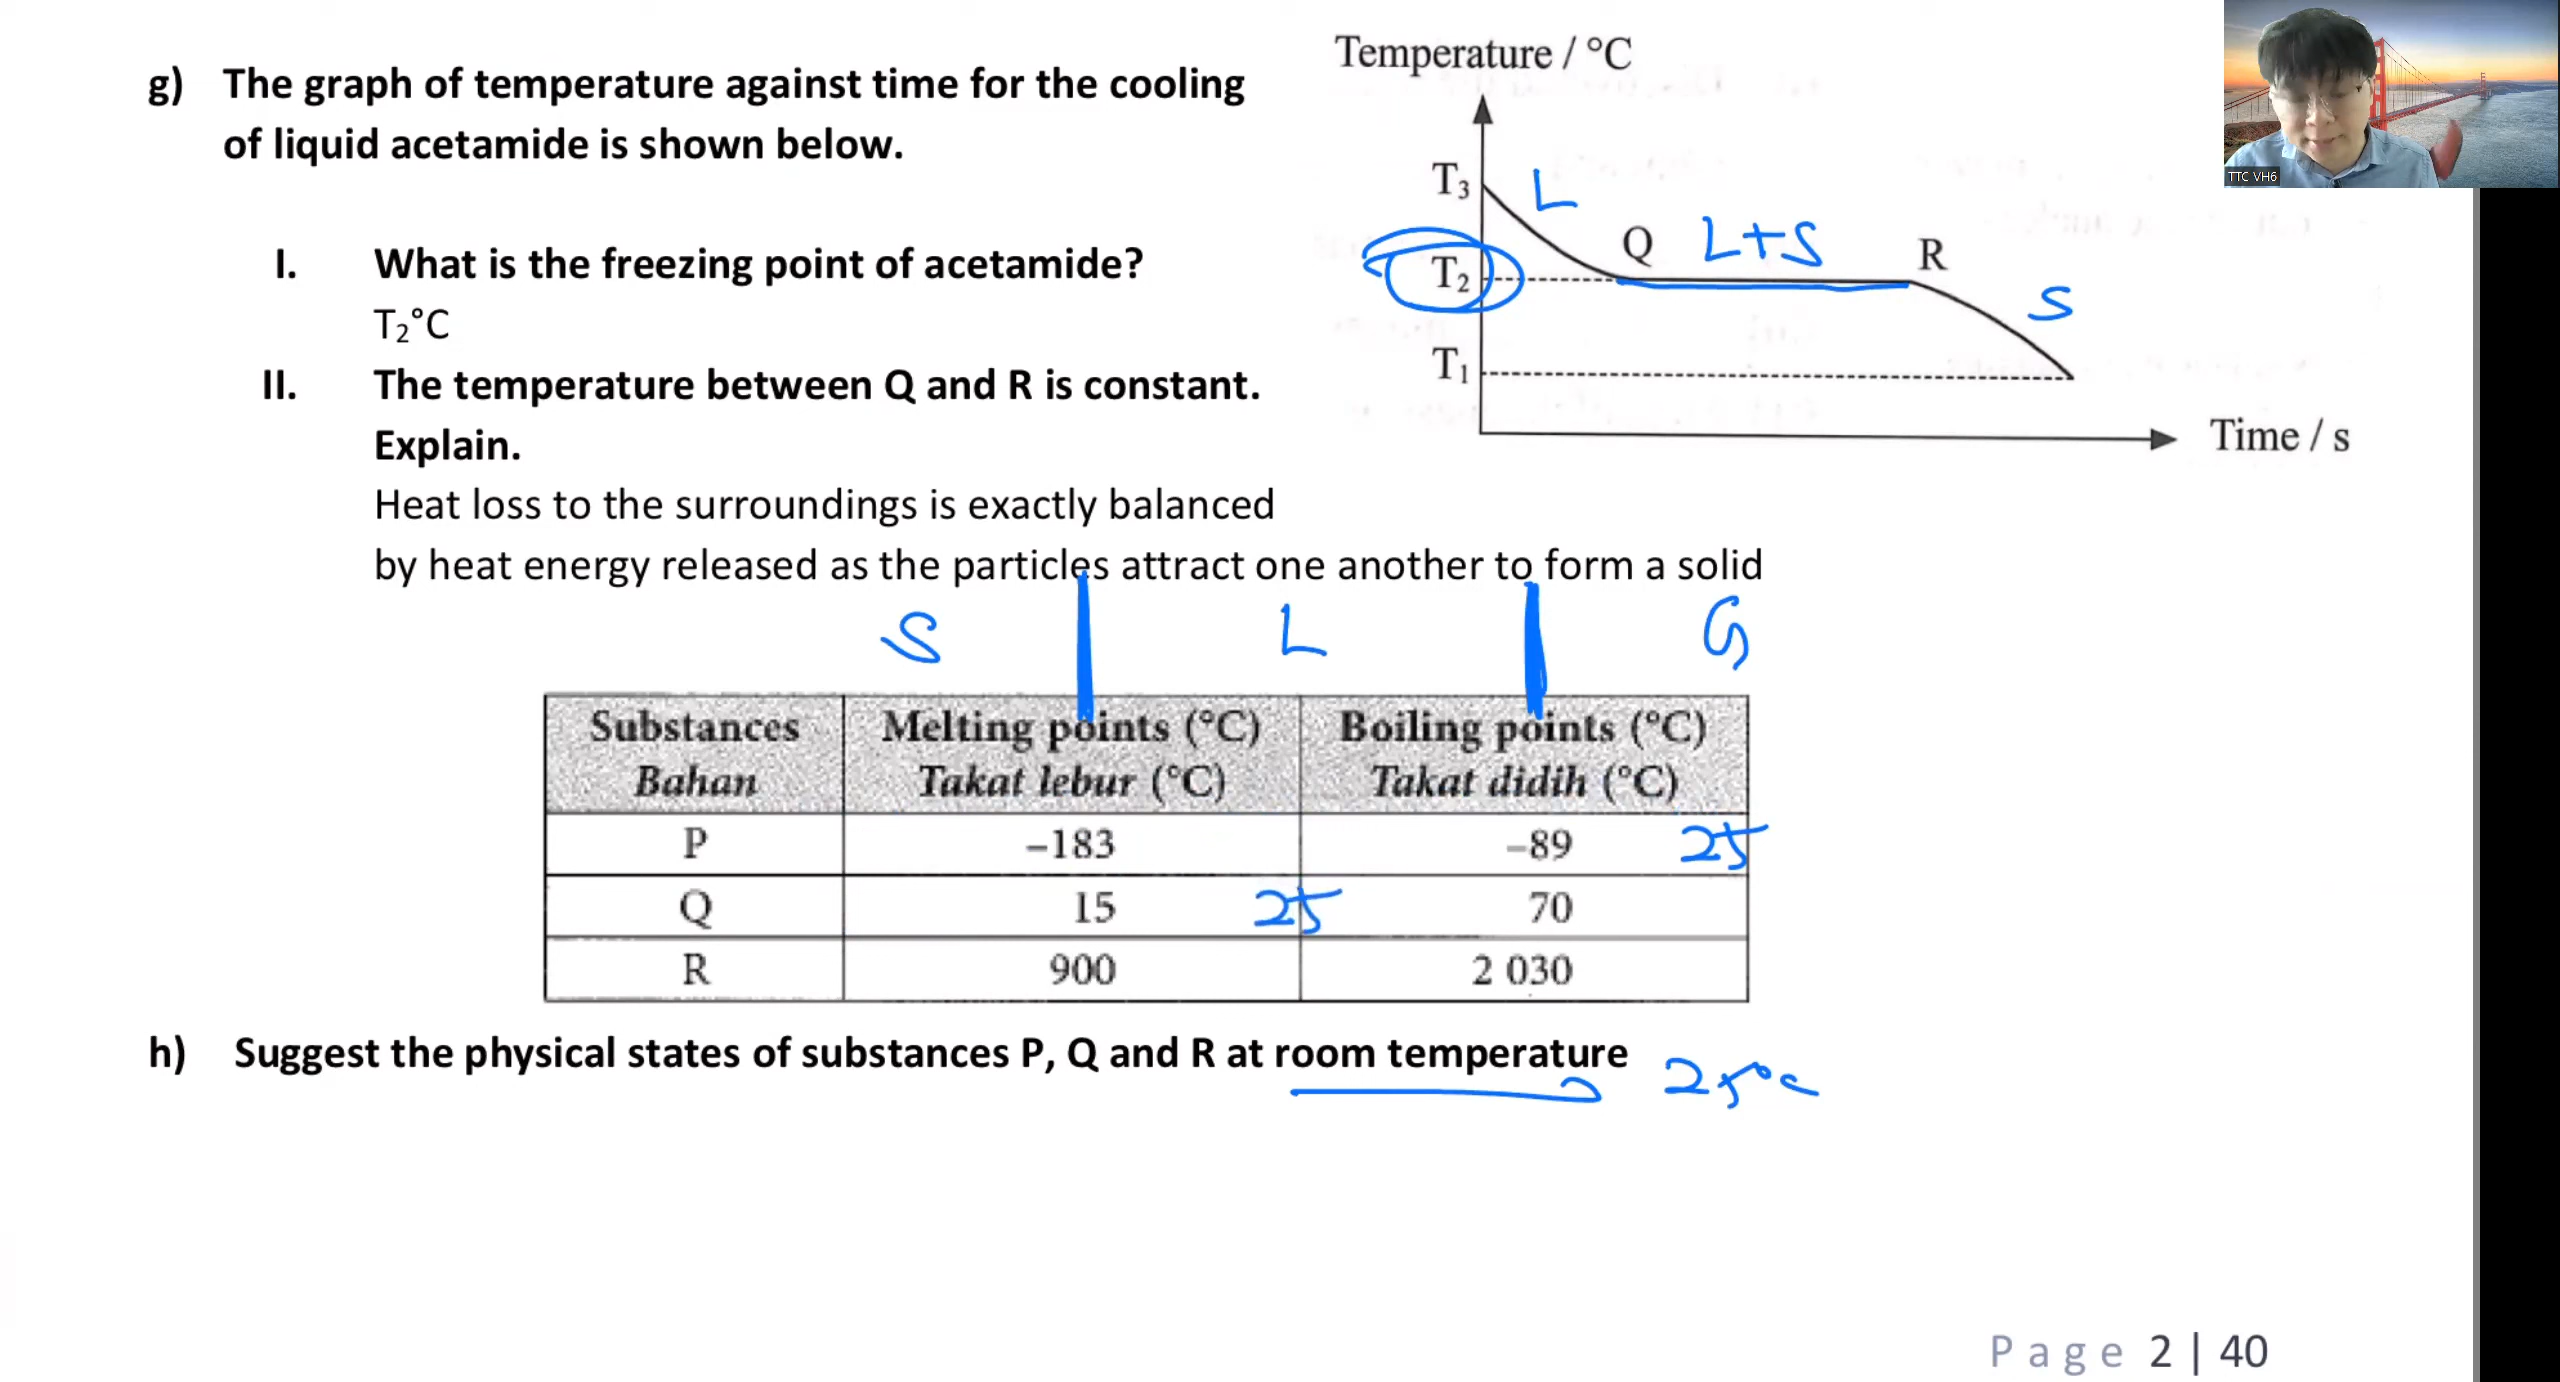 g) The graph of temperature against time for the cooling
of liquid acetamide is shown below.
I. What is the freezing point of acetamide?
T₂°C
II. The temperature between Q and R is constant.
Explain.
Heat loss to the surroundings is exactly balanced
by heat energy released as the particles attract one another to form a solid
Temperature / °C
T₃
L
Q L+S R
T₂
S
T₁
Time / s
TTC VH6
S L G
Substances Melting points (°C) Boiling points (°C)
Bahan Takat lebur (°C) Takat didih (°C)
P –183 –89 25
Q 15 25 70
R 900 2 030
h) Suggest the physical states of substances P, Q and R at room temperature 25°C
Page 2 | 40